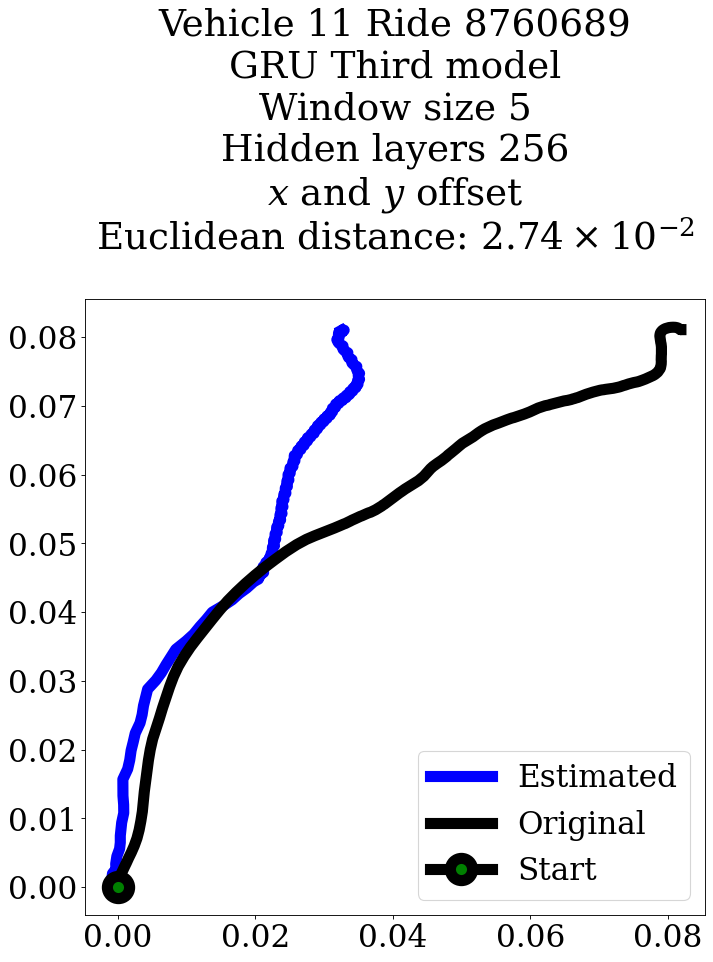 Vehicle 11 Ride 8760689
GRU Third model
Window size 5
Hidden layers 256
x and y offset
Euclidean distance: 2.74 × 10⁻²
0.08
0.07
0.06
0.05
0.04
0.03
0.02
0.01
0.00
Estimated
Original
Start
0.00 0.02 0.04 0.06 0.08